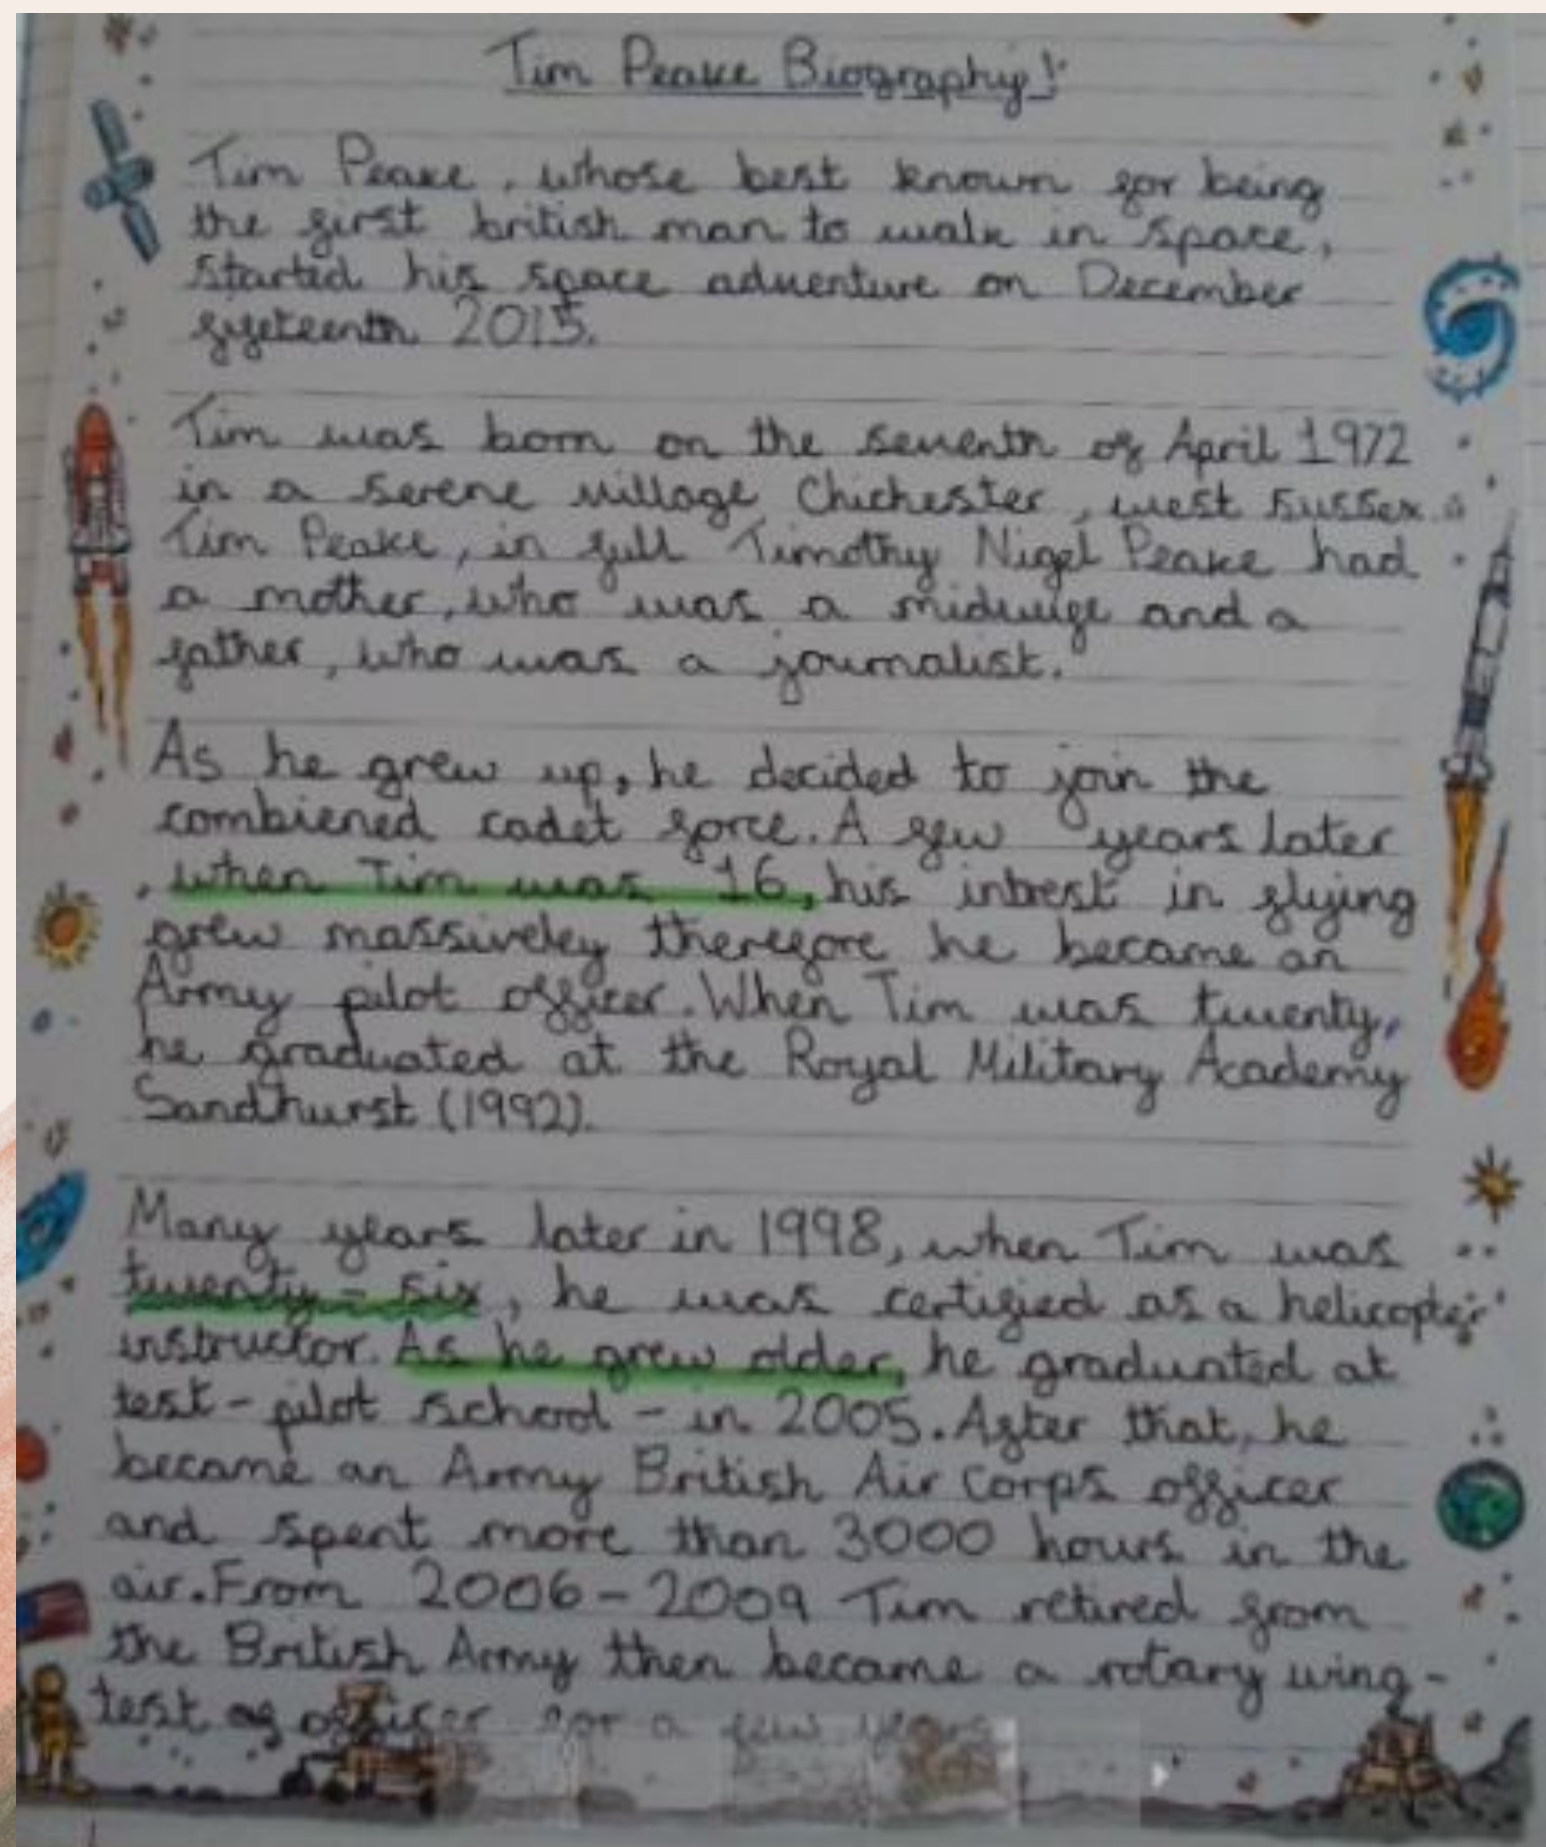 Tim Peake Biography!
Tim Peake, whose best known for being
the first british man to walk in space,
started his space adventure on December
fifeteenth 2015.
Tim was born on the seventh of April 1972
in a serene village Chichester, west sussex.
Tim Peake, in full Timothy Nigel Peake had
a mother, who was a midwife and a
father, who was a journalist.
As he grew up, he decided to join the
combiened cadet force. A few years later
, when Tim was 16, his intrest in flying
grew massiveley therefore he became an
Army pilot officer. When Tim was twenty,
he graduated at the Royal Military Academy
Sandhurst (1992).
Many years later in 1998, when Tim was
twenty-six, he was certified as a helicopter
instructor. As he grew older, he graduated at
test-pilot school - in 2005. After that, he
became an Army British Air Corps officer
and spent more than 3000 hours in the
air. From 2006-2009 Tim retired from
the British Army then became a rotary wing-
test officer for a few years